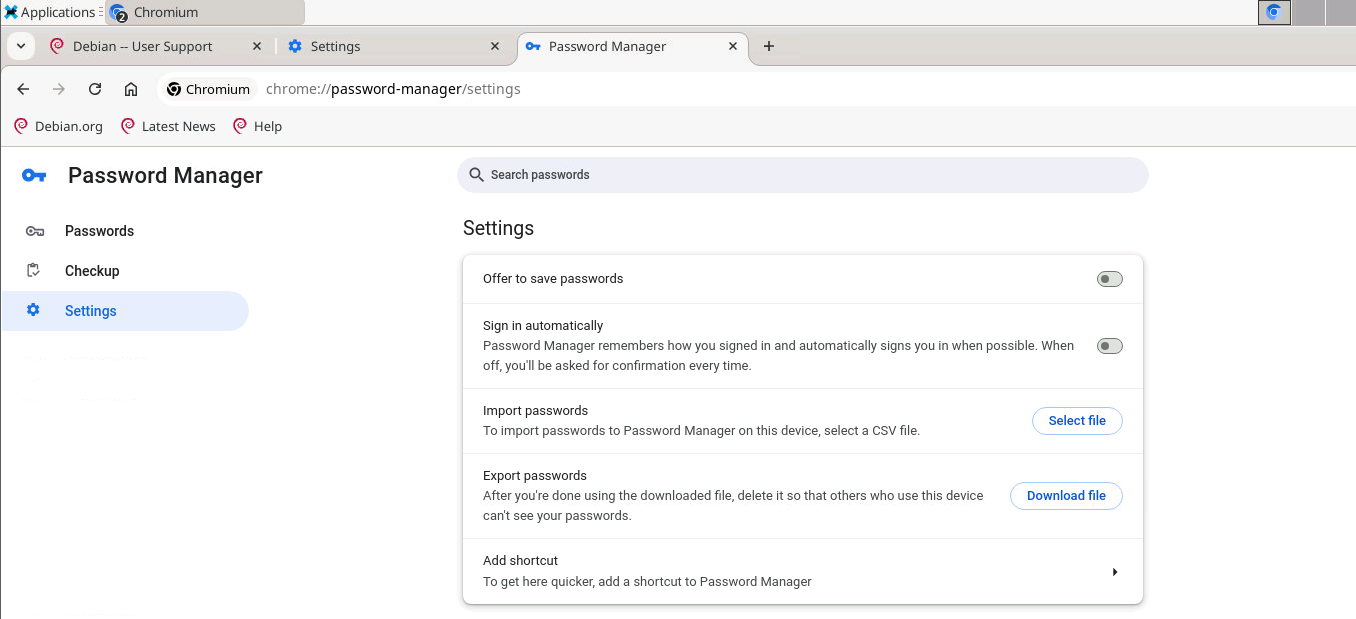 Applications
2
Chromium
Debian -- User Support
Settings
Password Manager
Chromium
chrome://password-manager/settings
Debian.org
Latest News
Help
Password Manager
Search passwords
Passwords
Checkup
Settings
Settings
Offer to save passwords
Sign in automatically
Password Manager remembers how you signed in and automatically signs you in when possible. When
off, you'll be asked for confirmation every time.
Import passwords
To import passwords to Password Manager on this device, select a CSV file.
Select file
Export passwords
After you're done using the downloaded file, delete it so that others who use this device
can't see your passwords.
Download file
Add shortcut
To get here quicker, add a shortcut to Password Manager